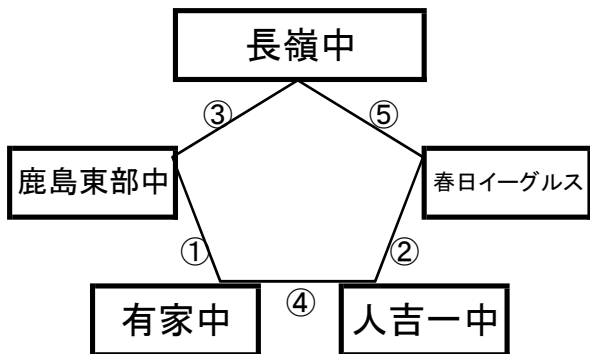 長嶺中
③
⑤
鹿島東部中
春日イーグルス
①
②
有家中
④
人吉一中